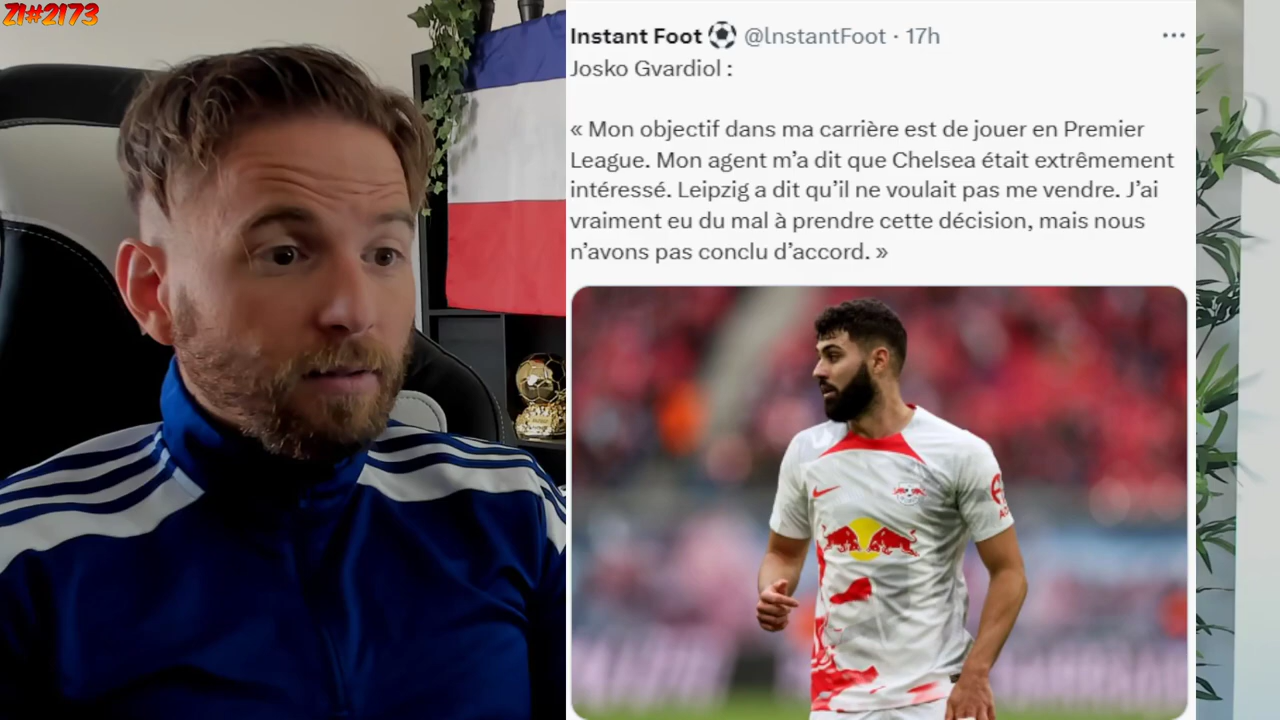 Z1#2173
Instant Foot @lnstantFoot · 17h
Josko Gvardiol :
« Mon objectif dans ma carrière est de jouer en Premier
League. Mon agent m’a dit que Chelsea était extrêmement
intéressé. Leipzig a dit qu’il ne voulait pas me vendre. J’ai
vraiment eu du mal à prendre cette décision, mais nous
n’avons pas conclu d’accord. »